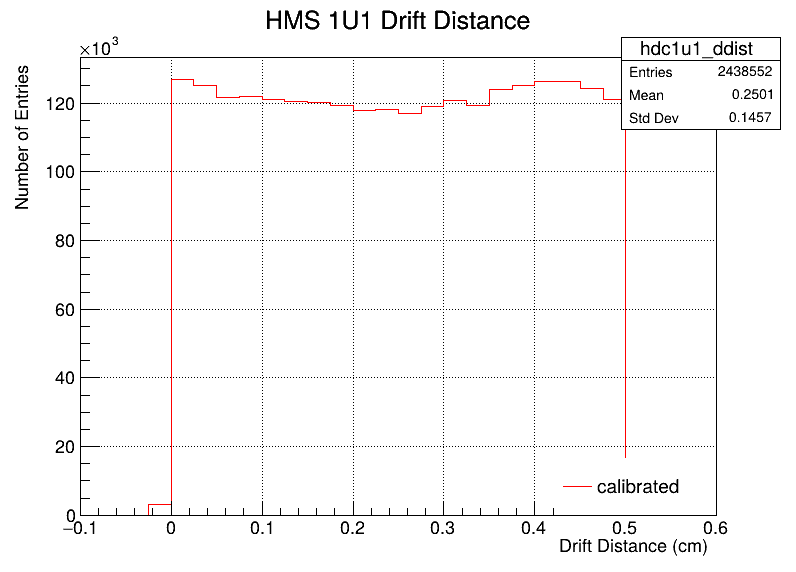 HMS 1U1 Drift Distance
×10³
Number of Entries
hdc1u1_ddist
Entries 2438552
Mean 0.2501
Std Dev 0.1457
120
100
80
60
40
20
0
calibrated
−0.1 0 0.1 0.2 0.3 0.4 0.5 0.6
Drift Distance (cm)